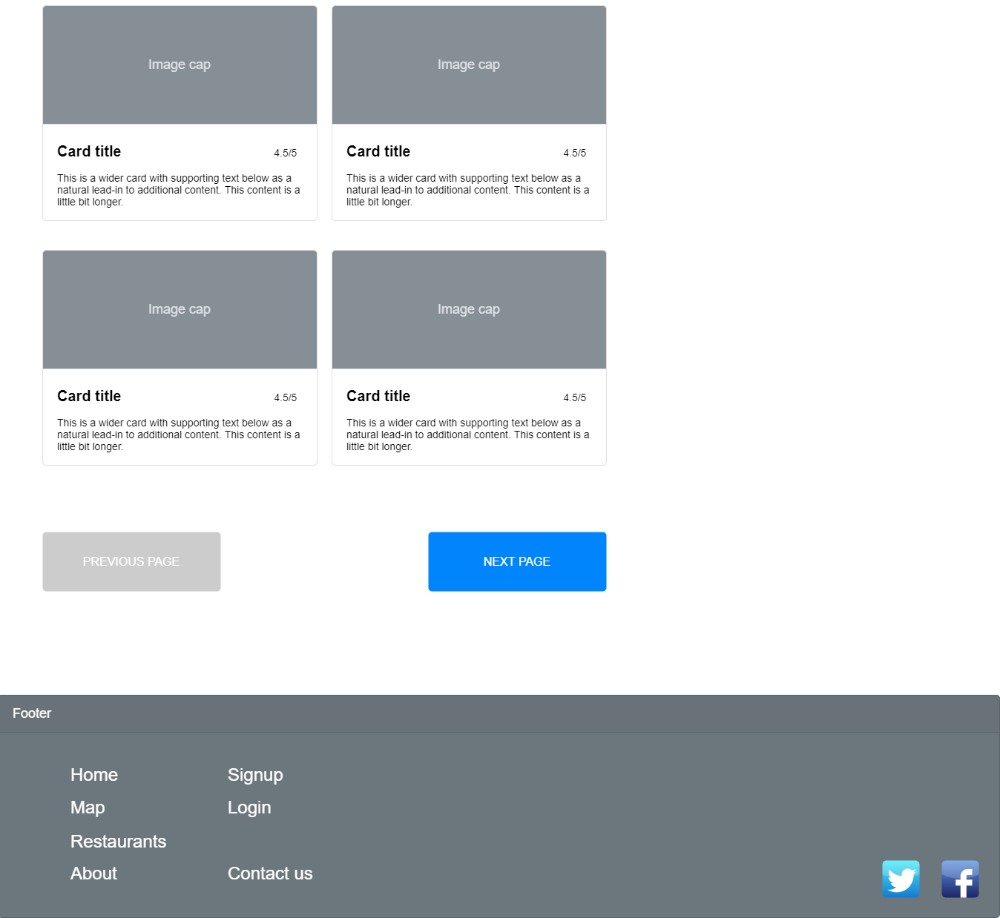 Image cap
Image cap
Card title
4.5/5
This is a wider card with supporting text below as a
natural lead-in to additional content. This content is a
little bit longer.
Card title
4.5/5
This is a wider card with supporting text below as a
natural lead-in to additional content. This content is a
little bit longer.
Image cap
Image cap
Card title
4.5/5
This is a wider card with supporting text below as a
natural lead-in to additional content. This content is a
little bit longer.
Card title
4.5/5
This is a wider card with supporting text below as a
natural lead-in to additional content. This content is a
little bit longer.
PREVIOUS PAGE
NEXT PAGE
Footer
Home
Signup
Map
Login
Restaurants
About
Contact us